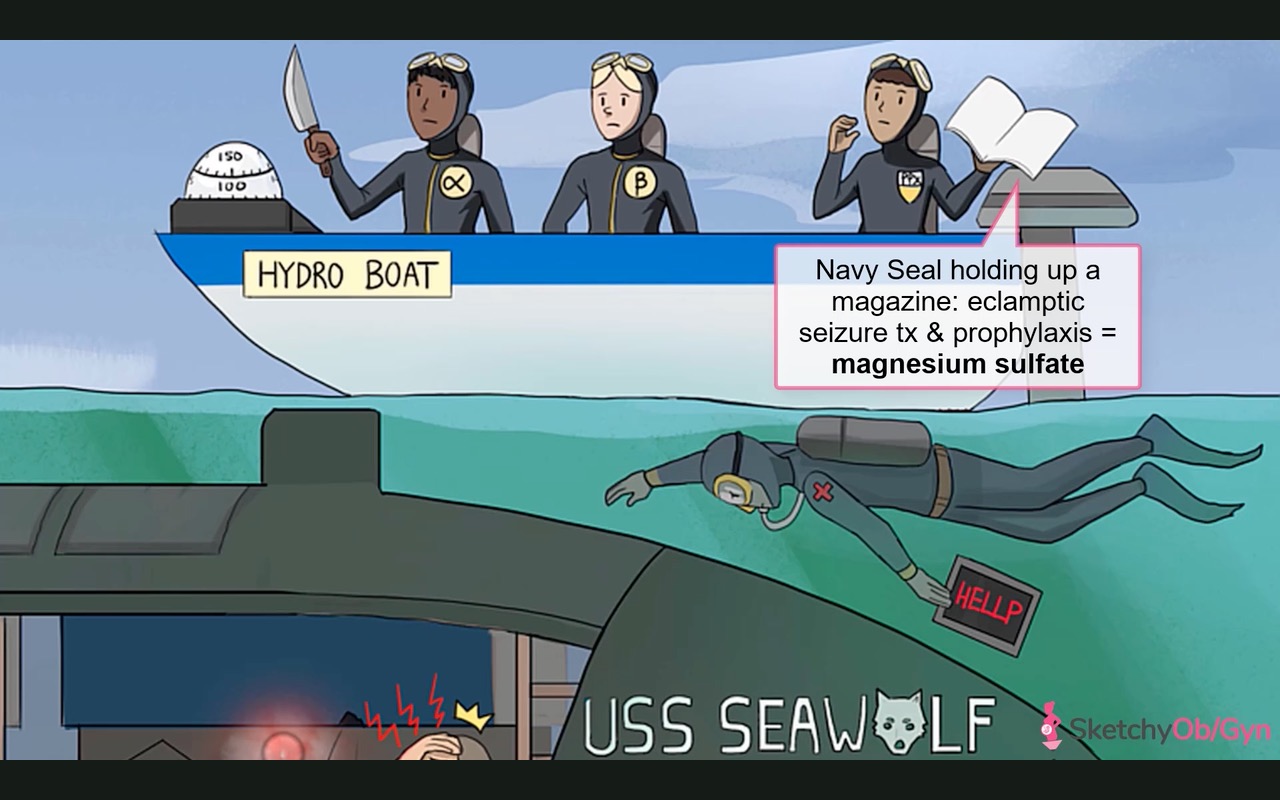 150
100
α
β
PPX
HYDRO BOAT
Navy Seal holding up a
magazine: eclamptic
seizure tx & prophylaxis =
magnesium sulfate
HELLP
USS SEAWOLF
SketchyOb/Gyn